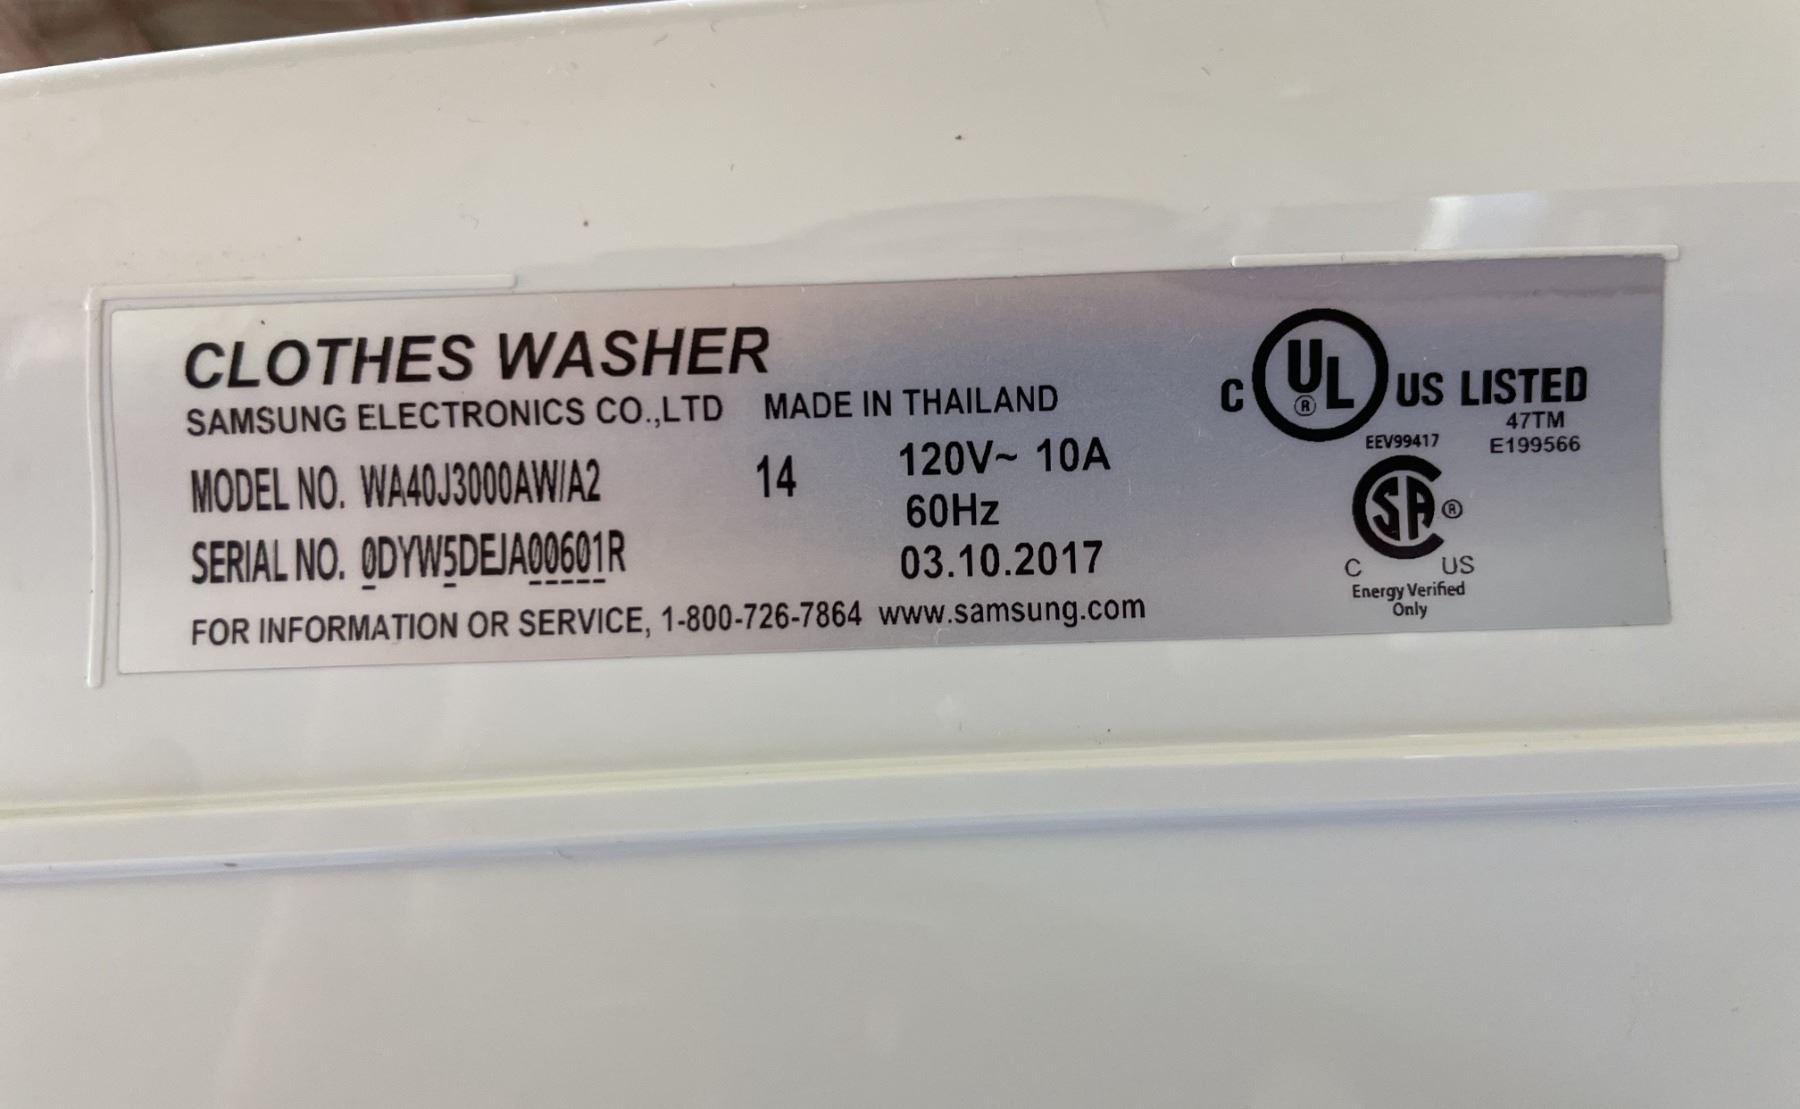 CLOTHES WASHER
SAMSUNG ELECTRONICS CO.,LTD MADE IN THAILAND
MODEL NO. WA40J3000AW/A2 14 120V~ 10A
60Hz
SERIAL NO. 0DYW5DEJA00601R 03.10.2017
FOR INFORMATION OR SERVICE, 1-800-726-7864 www.samsung.com
C UL ® US LISTED
47TM
EEV99417 E199566
SA ®
C US
Energy Verified
Only